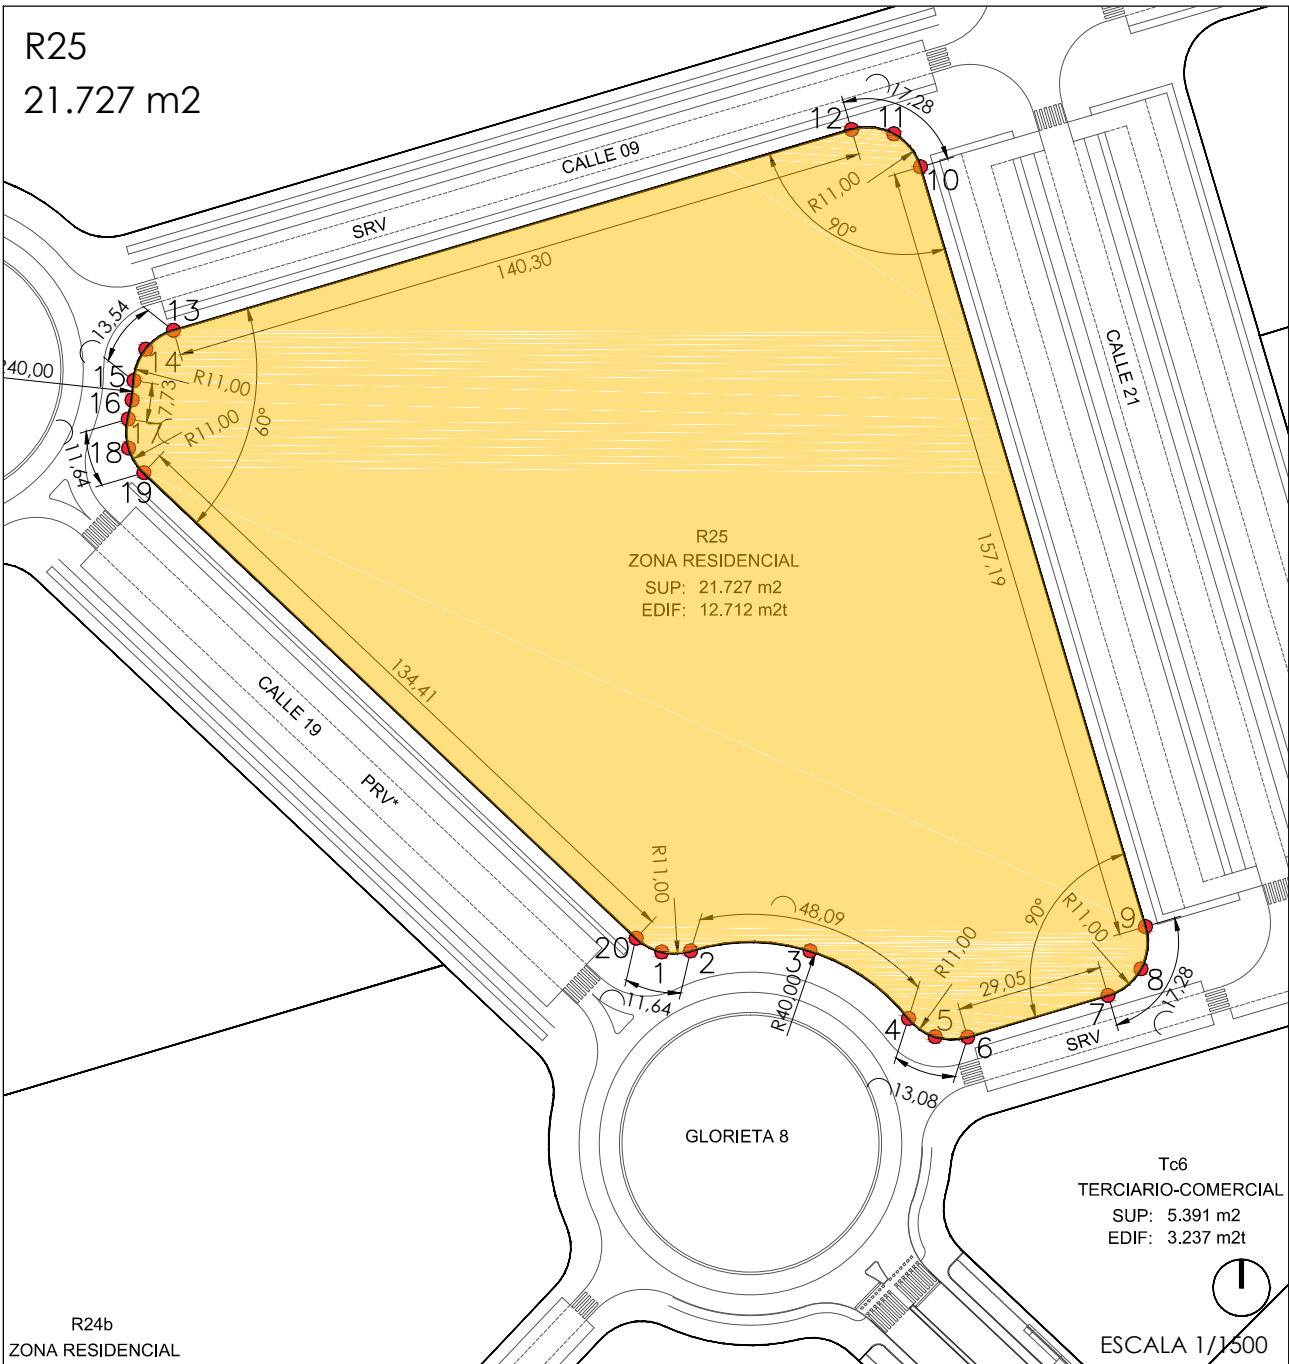 R25
21.727 m2
12
11
17,28
10
CALLE 09
SRV
R11,00
90°
140,30
13
13,54
14
R40,00
15
R11,00
16
7,73
17
R11,00
60°
18
11,64
19
CALLE 21
R25
ZONA RESIDENCIAL
SUP: 21.727 m2
EDIF: 12.712 m2t
157,19
134,41
CALLE 19
PRV*
R11,00
48,09
90°
R11,00
9
20
1
2
3
R11,00
29,05
8
17,28
7
11,64
R40,00
4
5
6
SRV
13,08
GLORIETA 8
Tc6
TERCIARIO-COMERCIAL
SUP: 5.391 m2
EDIF: 3.237 m2t
R24b
ZONA RESIDENCIAL
ESCALA 1/1500